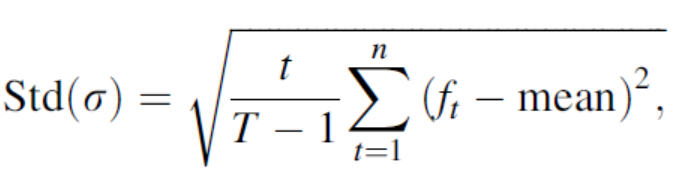 Std(σ) = √( t / (T − 1) ∑_{t=1}^{n} (f_t − mean)² ),